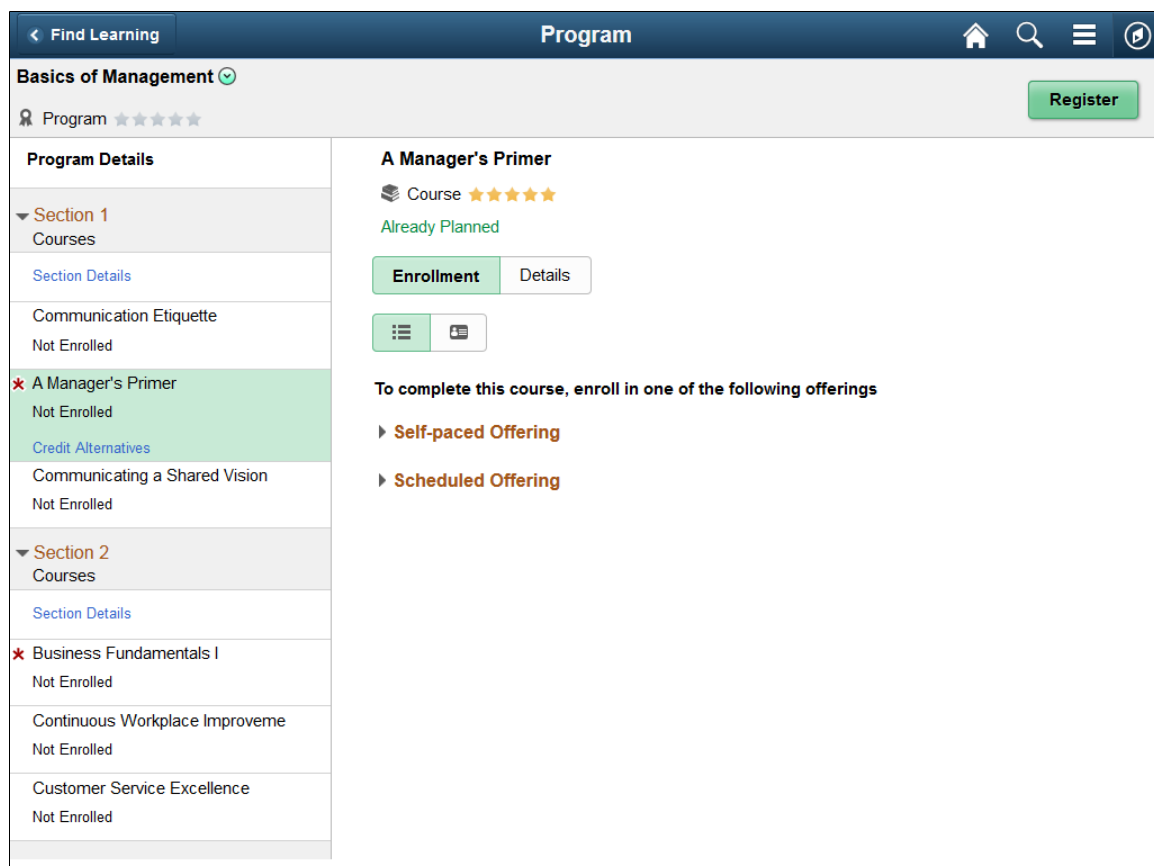 Find Learning
Program
Basics of Management
Register
Program
Program Details
Section 1
Courses
Section Details
Communication Etiquette
Not Enrolled
A Manager's Primer
Not Enrolled
Credit Alternatives
Communicating a Shared Vision
Not Enrolled
Section 2
Courses
Section Details
Business Fundamentals I
Not Enrolled
Continuous Workplace Improveme
Not Enrolled
Customer Service Excellence
Not Enrolled
A Manager's Primer
Course
Already Planned
Enrollment Details
To complete this course, enroll in one of the following offerings
Self-paced Offering
Scheduled Offering